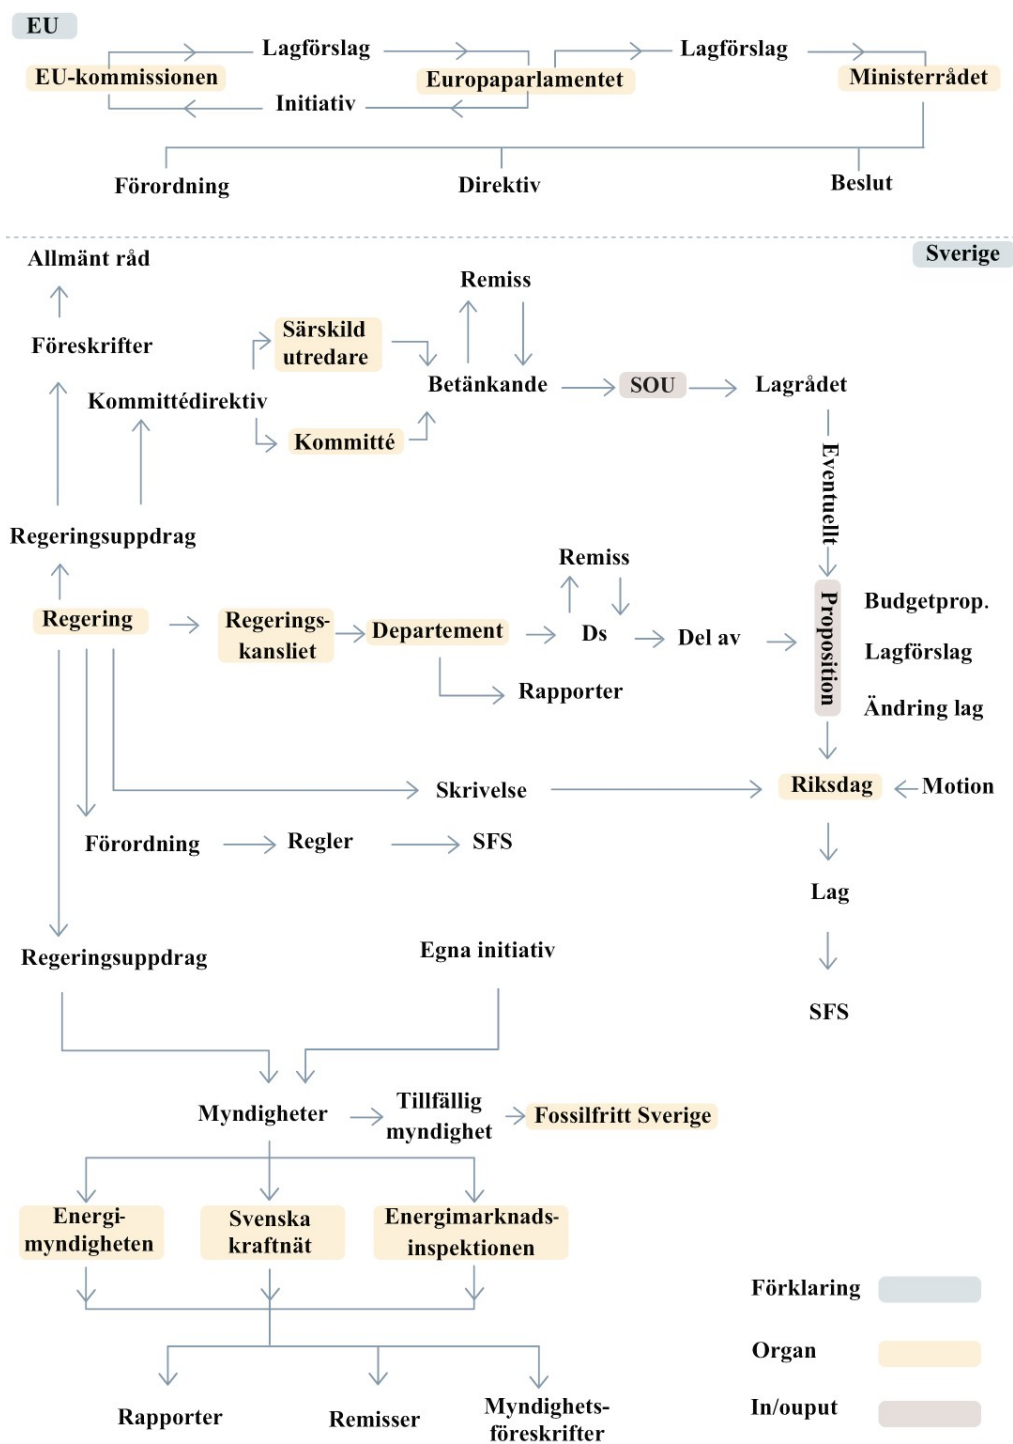 EU
Lagförslag
Lagförslag
EU-kommissionen
Europaparlamentet
Ministerrådet
Initiativ
Förordning
Direktiv
Beslut
Sverige
Allmänt råd
Remiss
Föreskrifter
Särskild
utredare
Kommittédirektiv
Betänkande
SOU
Lagrådet
Kommitté
Eventuellt
Regeringsuppdrag
Remiss
Regering
Regerings-
kansliet
Departement
Ds
Del av
Proposition
Budgetprop.
Lagförslag
Ändring lag
Rapporter
Skrivelse
Riksdag
Motion
Förordning
Regler
SFS
Lag
Regeringsuppdrag
Egna initiativ
SFS
Myndigheter
Tillfällig
myndighet
Fossilfritt Sverige
Energi-
myndigheten
Svenska
kraftnät
Energimarknads-
inspektionen
Förklaring
Organ
In/ouput
Rapporter
Remisser
Myndighets-
föreskrifter